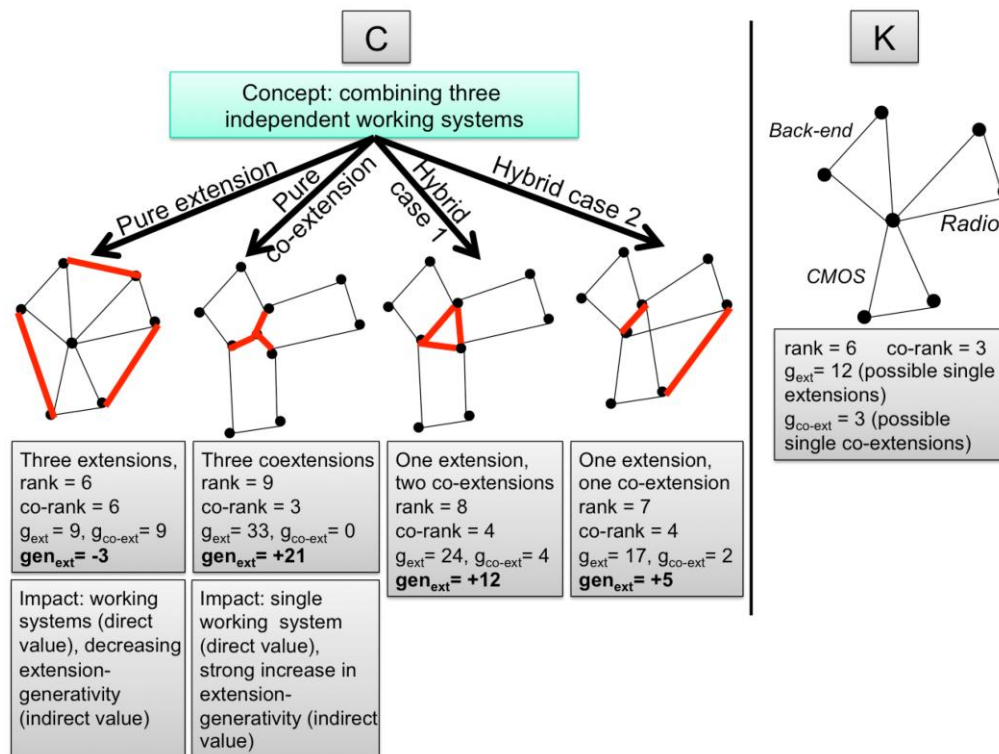 C
Concept: combining three
independent working systems
Pure extension
Pure
co-extension
Hybrid
case 1
Hybrid case 2
Three extensions,
rank = 6
co-rank = 6
gext = 9, gco-ext= 9
genext= -3
Impact: working
systems (direct
value), decreasing
extension-
generativity
(indirect value)
Three coextensions
rank = 9
co-rank = 3
gext= 33, gco-ext= 0
genext= +21
Impact: single
working system
(direct value),
strong increase in
extension-
generativity (indirect
value)
One extension,
two co-extensions
rank = 8
co-rank = 4
gext= 24, gco-ext= 4
genext= +12
One extension,
one co-extension
rank = 7
co-rank = 4
gext= 17, gco-ext= 2
genext= +5
K
Back-end
Radio
CMOS
rank = 6 co-rank = 3
gext= 12 (possible single
extensions)
gco-ext = 3 (possible
single co-extensions)